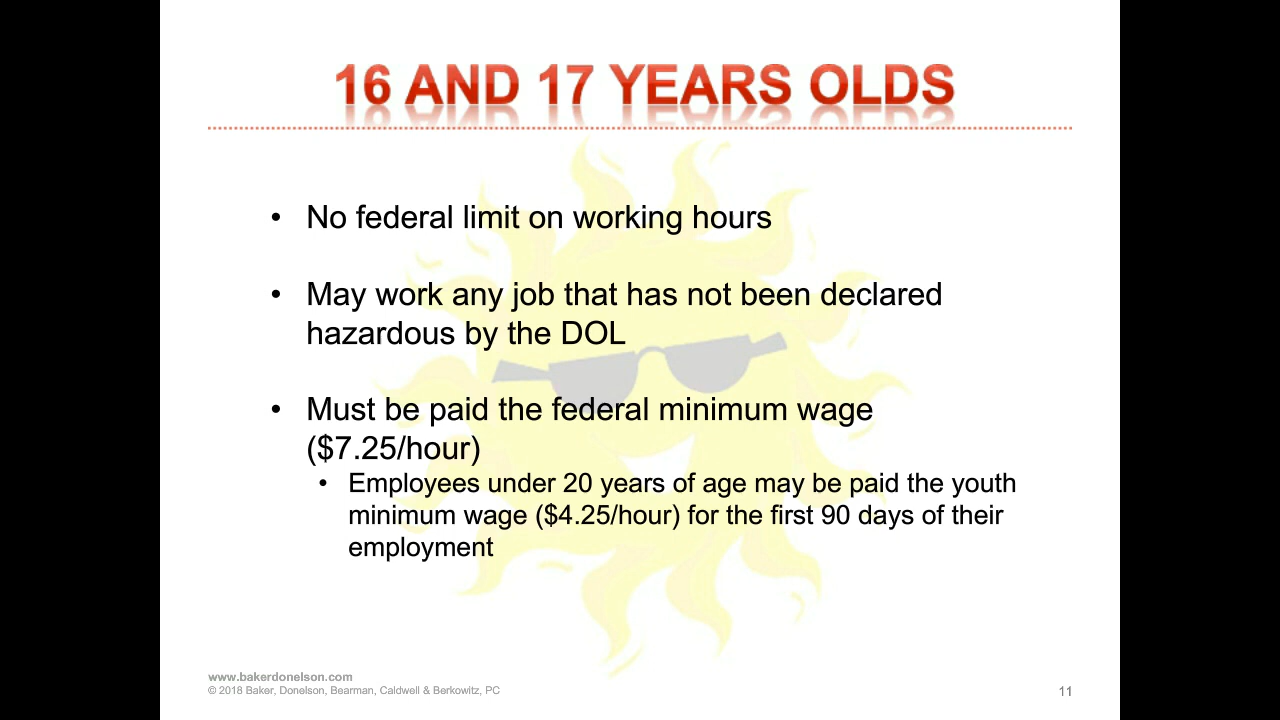 16 AND 17 YEARS OLDS
• No federal limit on working hours
• May work any job that has not been declared
hazardous by the DOL
• Must be paid the federal minimum wage
($7.25/hour)
• Employees under 20 years of age may be paid the youth
minimum wage ($4.25/hour) for the first 90 days of their
employment
www.bakerdonelson.com
© 2018 Baker, Donelson, Bearman, Caldwell & Berkowitz, PC
11